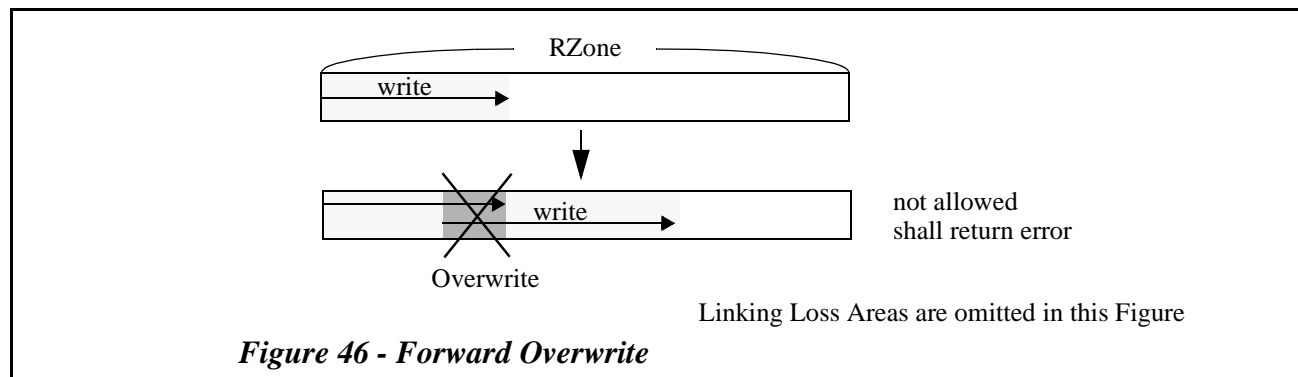 RZone
write
write
not allowed
shall return error
Overwrite
Linking Loss Areas are omitted in this Figure
Figure 46 - Forward Overwrite